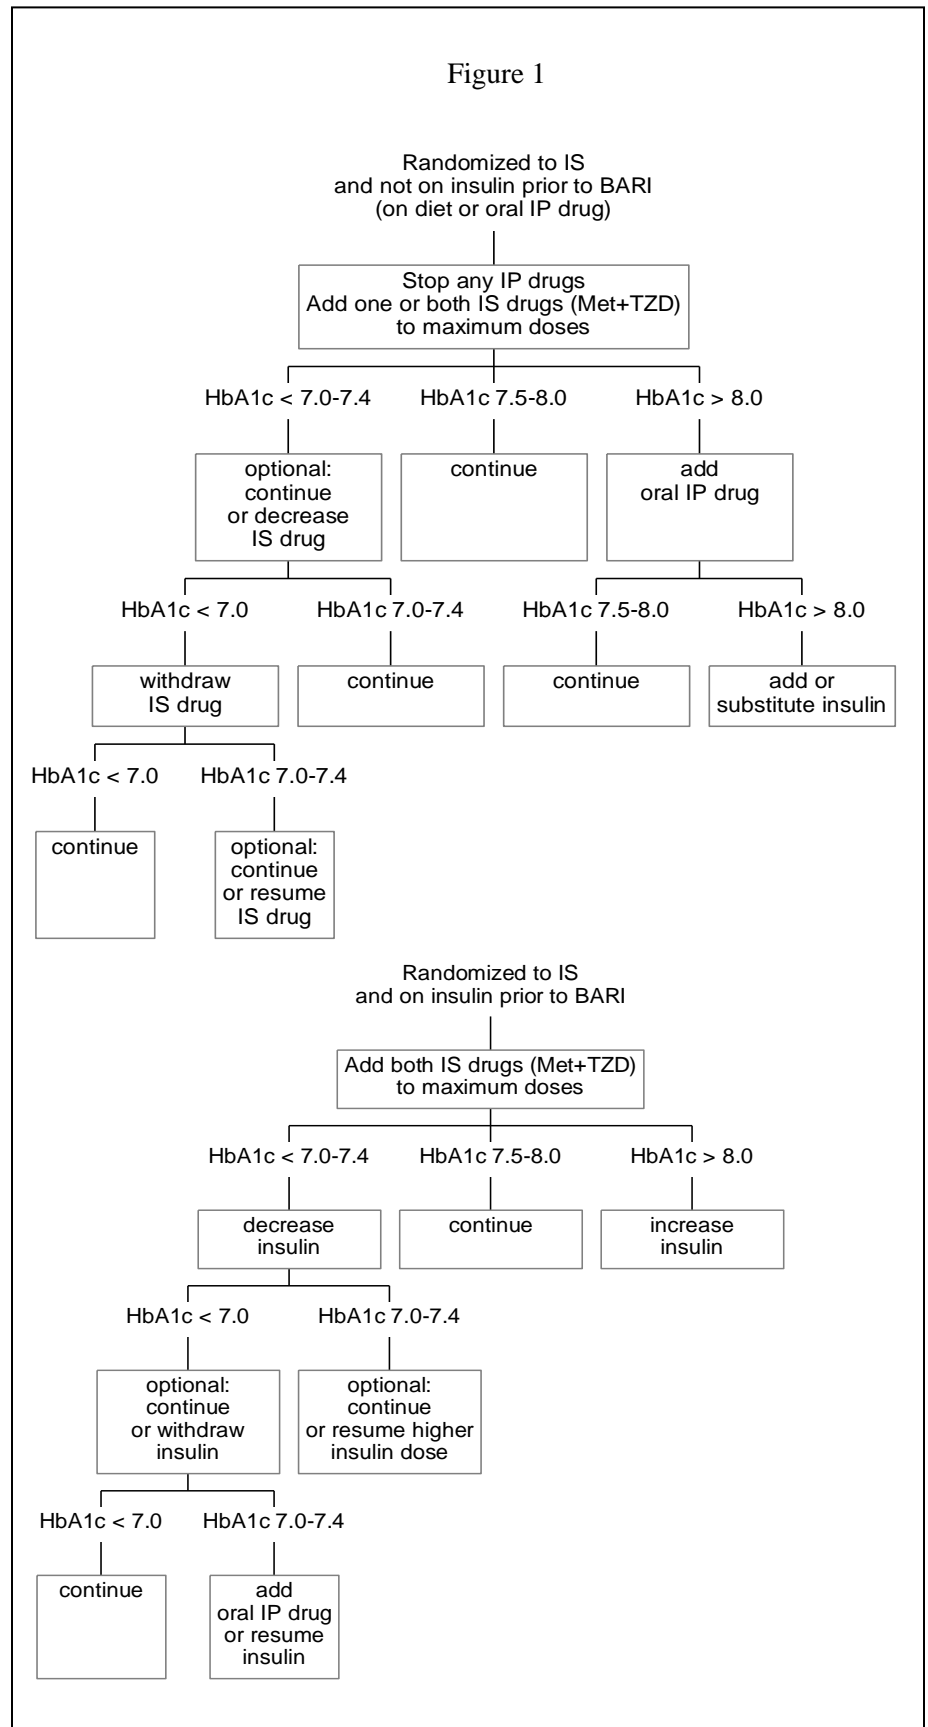 Figure 1
Randomized to IS
and not on insulin prior to BARI
(on diet or oral IP drug)
Stop any IP drugs
Add one or both IS drugs (Met+TZD)
to maximum doses
HbA1c < 7.0-7.4
HbA1c 7.5-8.0
HbA1c > 8.0
optional:
continue
or decrease
IS drug
continue
add
oral IP drug
HbA1c < 7.0
HbA1c 7.0-7.4
HbA1c 7.5-8.0
HbA1c > 8.0
withdraw
IS drug
continue
continue
add or
substitute insulin
HbA1c < 7.0
HbA1c 7.0-7.4
continue
optional:
continue
or resume
IS drug
Randomized to IS
and on insulin prior to BARI
Add both IS drugs (Met+TZD)
to maximum doses
HbA1c < 7.0-7.4
HbA1c 7.5-8.0
HbA1c > 8.0
decrease
insulin
continue
increase
insulin
HbA1c < 7.0
HbA1c 7.0-7.4
optional:
continue
or withdraw
insulin
optional:
continue
or resume higher
insulin dose
HbA1c < 7.0
HbA1c 7.0-7.4
continue
add
oral IP drug
or resume
insulin